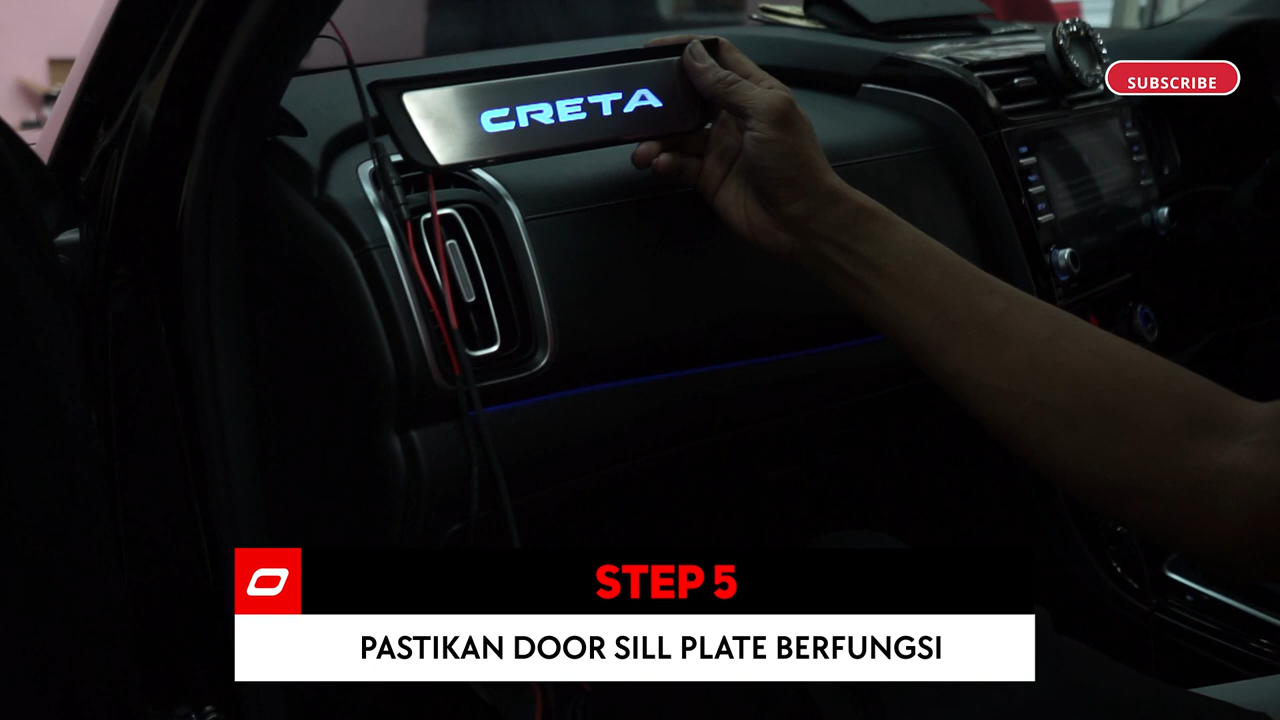 CRETA
SUBSCRIBE
STEP 5
PASTIKAN DOOR SILL PLATE BERFUNGSI